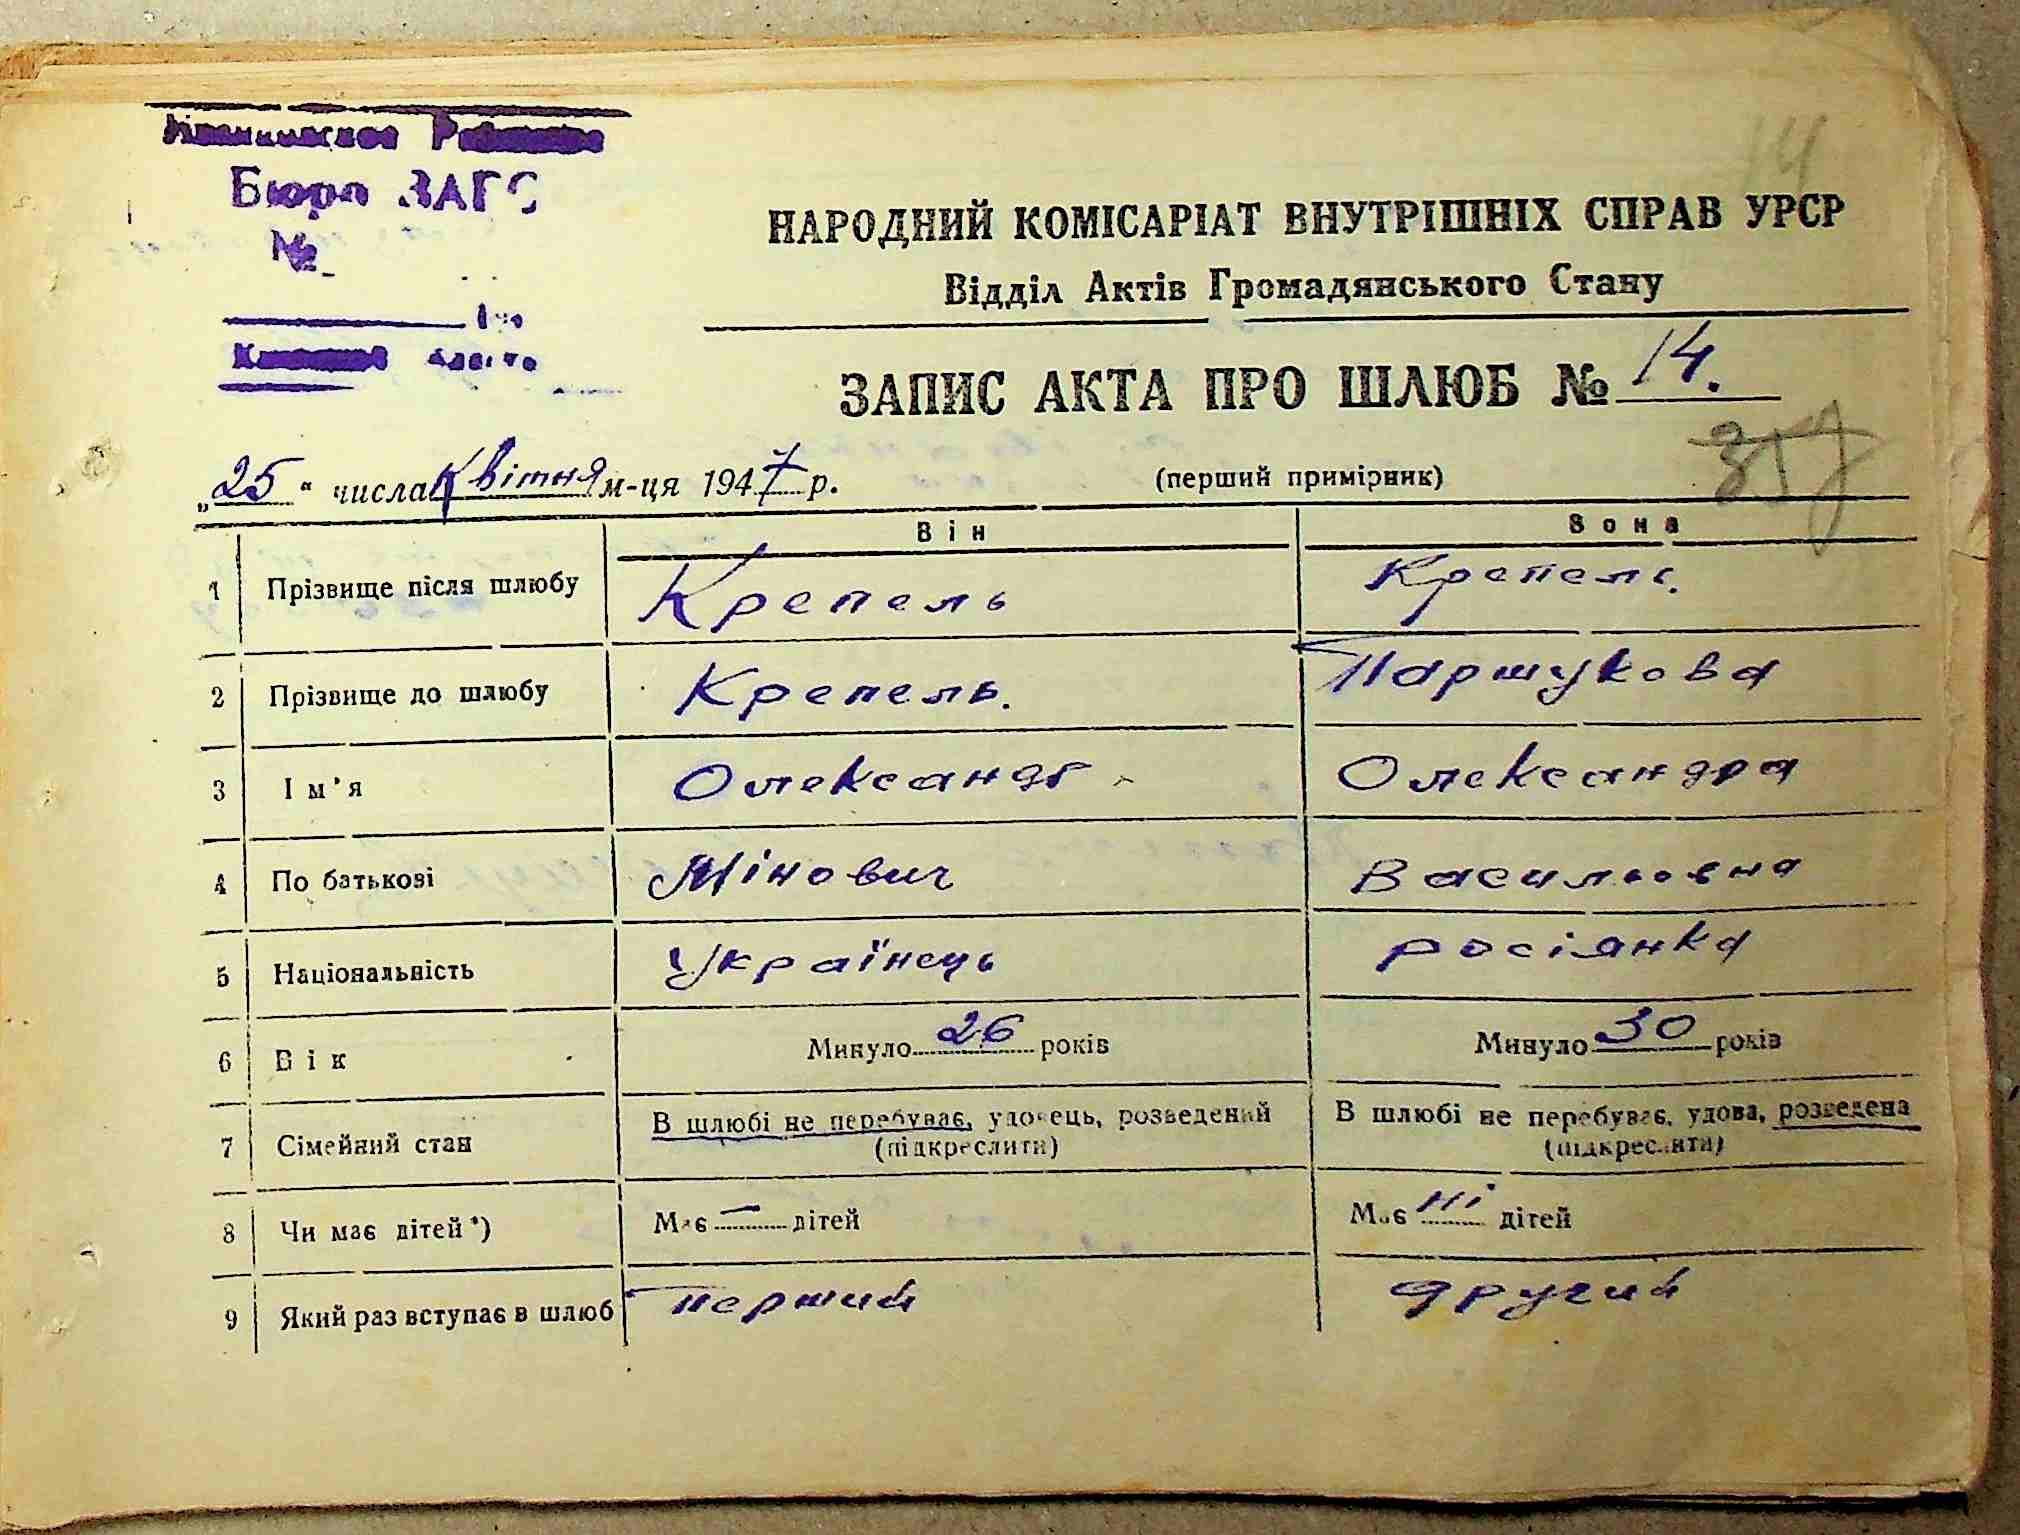 Бюро ЗАГС
№
14
НАРОДНИЙ КОМІСАРІАТ ВНУТРІШНІХ СПРАВ УРСР
Відділ Актів Громадянського Стану
ЗАПИС АКТА ПРО ШЛЮБ № 14.
„25“ числа Квітня м-ця 1947 р. (перший примірник)
Він Вона
1 Прізвище після шлюбу Крепель Крепель.
2 Прізвище до шлюбу Крепель. Паршукова
3 Ім'я Олександр Олександра
4 По батькові Мінович Васильовна
5 Національність Українець росіянка
6 Вік Минуло 26 років Минуло 30 років
7 Сімейний стан В шлюбі не перебуває, удовець, розведений В шлюбі не перебуває, удова, розведена
(підкреслити) (підкреслити)
8 Чи має дітей*) Має — дітей Має ні дітей
9 Який раз вступає в шлюб перший другий